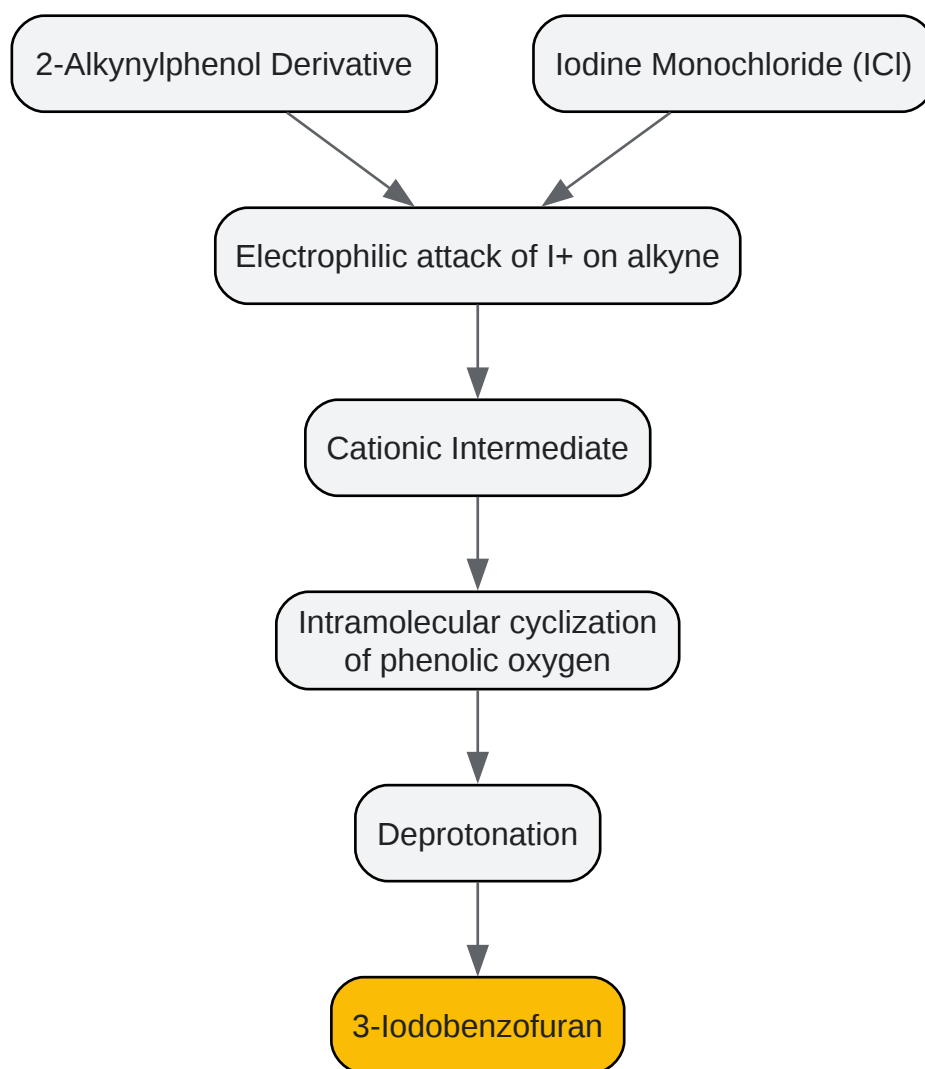 2-Alkynylphenol Derivative
Iodine Monochloride (ICl)
Electrophilic attack of I+ on alkyne
Cationic Intermediate
Intramolecular cyclization
of phenolic oxygen
Deprotonation
3-Iodobenzofuran